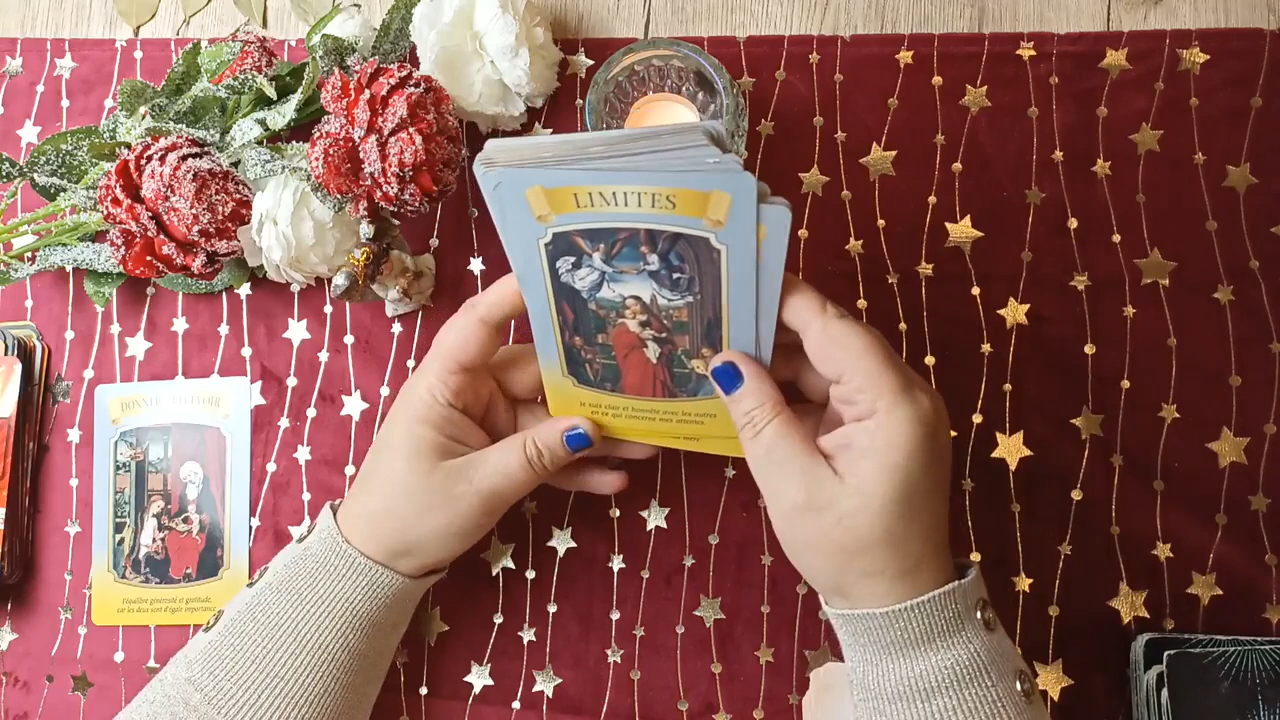 LIMITES
Je suis clair et honnête avec les autres
en ce qui concerne mes attentes.
DONNER RECEVOIR
J'équilibre générosité et gratitude,
car les deux sont d'égale importance